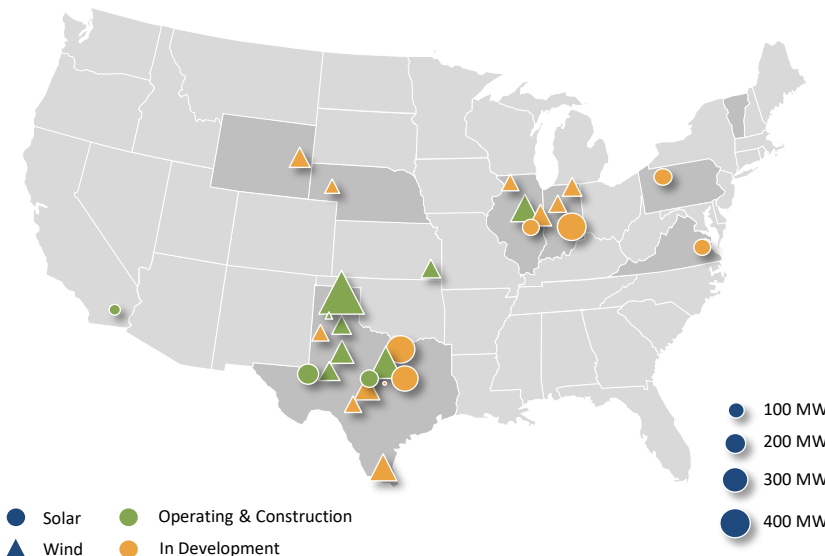 100 MW
200 MW
300 MW
400 MW
Solar
Operating & Construction
Wind
In Development